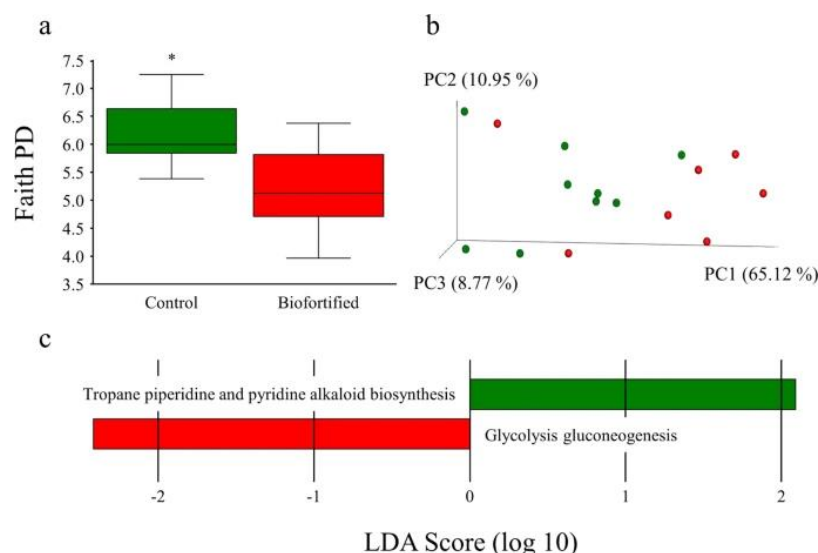 a
*
7.5
7.0
6.5
6.0
5.5
5.0
4.5
4.0
3.5
Faith PD
Control
Biofortified
b
PC2 (10.95 %)
PC3 (8.77 %)
PC1 (65.12 %)
c
Tropane piperidine and pyridine alkaloid biosynthesis
Glycolysis gluconeogenesis
-2 -1 0 1 2
LDA Score (log 10)